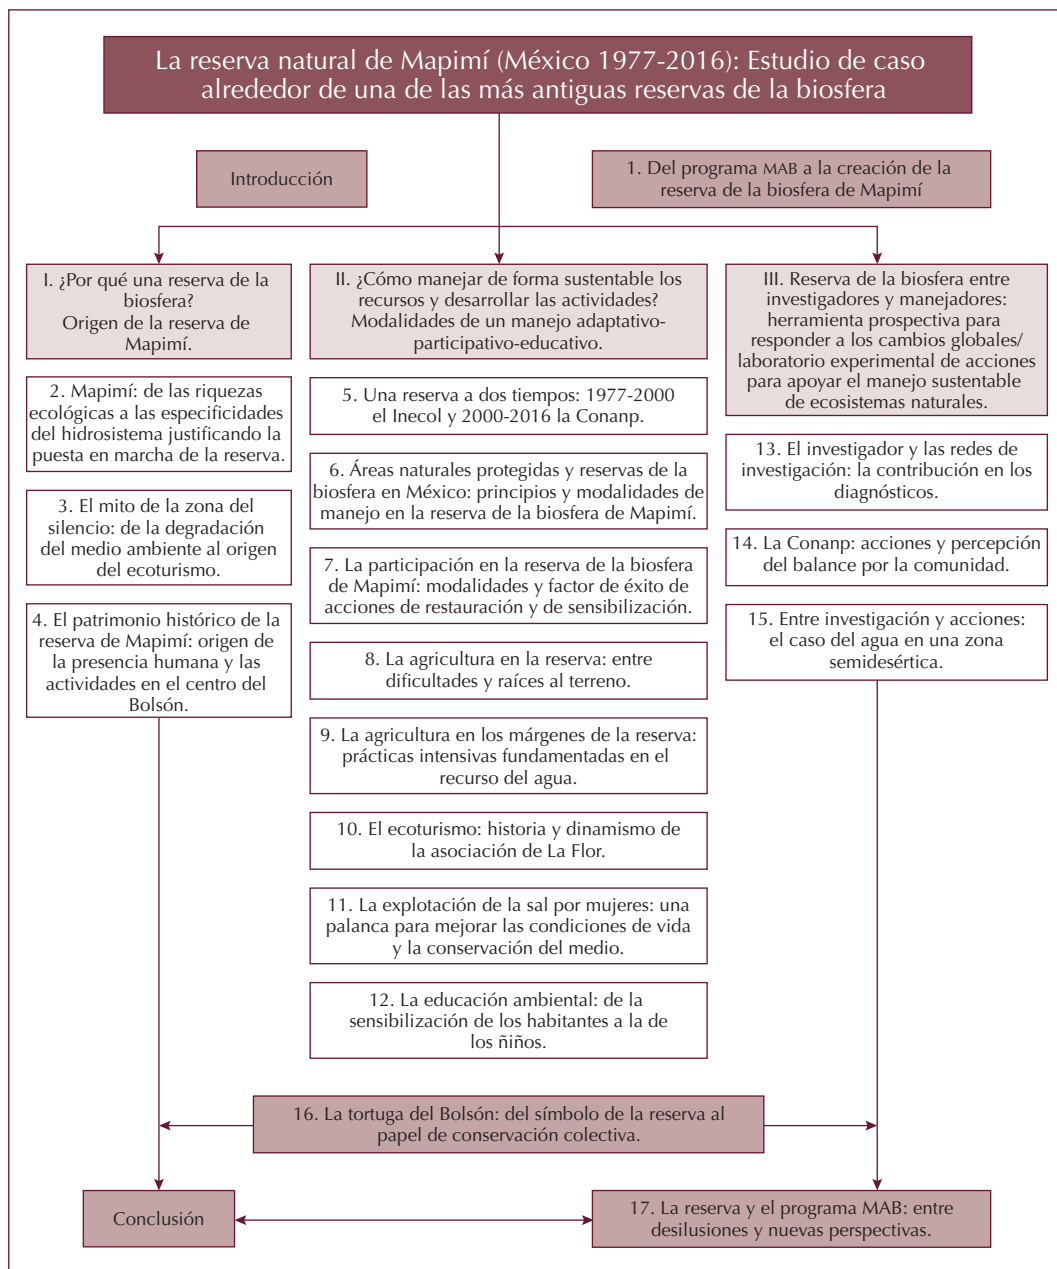 La reserva natural de Mapimí (México 1977-2016): Estudio de caso
alrededor de una de las más antiguas reservas de la biosfera
Introducción
1. Del programa MAB a la creación de la
reserva de la biosfera de Mapimí
I. ¿Por qué una reserva de la
biosfera?
Origen de la reserva de
Mapimí.
2. Mapimí: de las riquezas
ecológicas a las especificidades
del hidrosistema justificando la
puesta en marcha de la reserva.
3. El mito de la zona del
silencio: de la degradación
del medio ambiente al origen
del ecoturismo.
4. El patrimonio histórico de la
reserva de Mapimí: origen de
la presencia humana y las
actividades en el centro del
Bolsón.
II. ¿Cómo manejar de forma sustentable los
recursos y desarrollar las actividades?
Modalidades de un manejo adaptativo-
participativo-educativo.
5. Una reserva a dos tiempos: 1977-2000
el Inecol y 2000-2016 la Conanp.
6. Áreas naturales protegidas y reservas de la
biosfera en México: principios y modalidades de
manejo en la reserva de la biosfera de Mapimí.
7. La participación en la reserva de la biosfera
de Mapimí: modalidades y factor de éxito de
acciones de restauración y de sensibilización.
8. La agricultura en la reserva: entre
dificultades y raíces al terreno.
9. La agricultura en los márgenes de la reserva:
prácticas intensivas fundamentadas en el
recurso del agua.
10. El ecoturismo: historia y dinamismo de
la asociación de La Flor.
11. La explotación de la sal por mujeres: una
palanca para mejorar las condiciones de vida
y la conservación del medio.
12. La educación ambiental: de la
sensibilización de los habitantes a la de
los ñiños.
III. Reserva de la biosfera entre
investigadores y manejadores:
herramienta prospectiva para
responder a los cambios globales/
laboratorio experimental de acciones
para apoyar el manejo sustentable
de ecosistemas naturales.
13. El investigador y las redes de
investigación: la contribución en los
diagnósticos.
14. La Conanp: acciones y percepción
del balance por la comunidad.
15. Entre investigación y acciones:
el caso del agua en una zona
semidesértica.
16. La tortuga del Bolsón: del símbolo de la reserva al
papel de conservación colectiva.
Conclusión
17. La reserva y el programa MAB: entre
desilusiones y nuevas perspectivas.